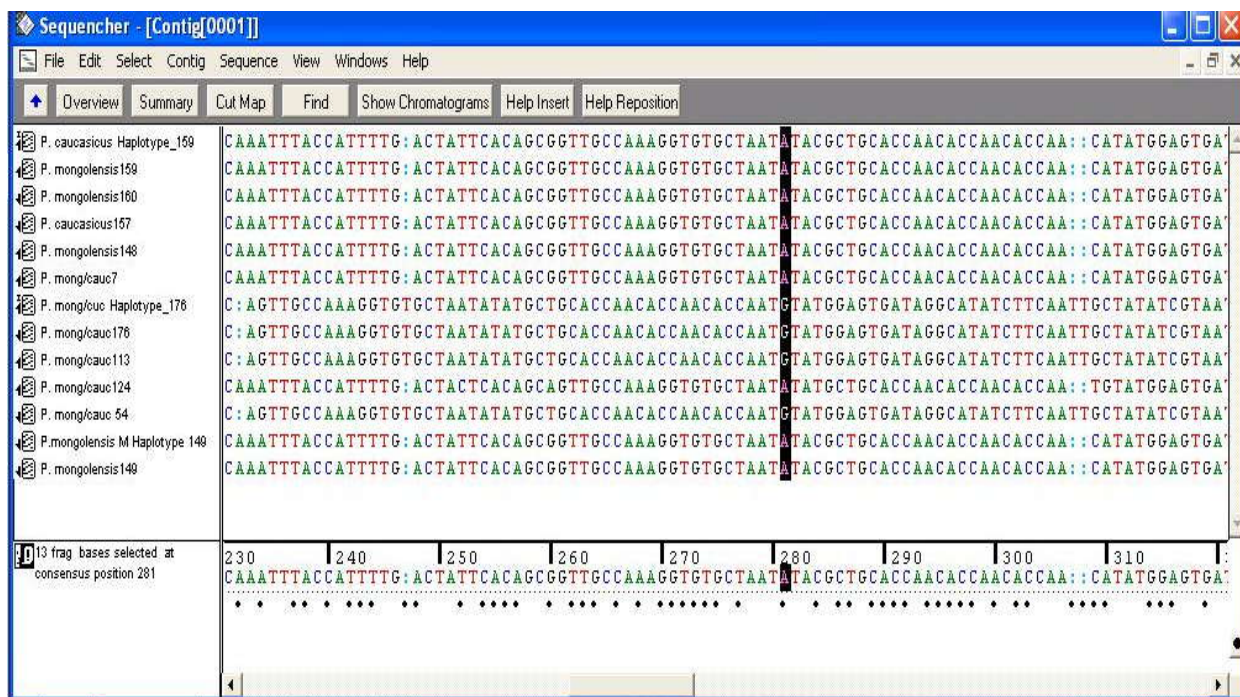 Sequencher - [Contig[0001]]
File Edit Select Contig Sequence View Windows Help
Overview Summary Cut Map Find Show Chromatograms Help Insert Help Reposition
P. caucasicus Haplotype_159 CAAATTTACCATTTTG:ACTATTCACAGCGGTTGCCAAAGGTGTGCTAATATACGCTGCACCAACACCAACACCAA::CATATGGAGTGA
P. mongolensis159 CAAATTTACCATTTTG:ACTATTCACAGCGGTTGCCAAAGGTGTGCTAATATACGCTGCACCAACACCAACACCAA::CATATGGAGTGA
P. mongolensis160 CAAATTTACCATTTTG:ACTATTCACAGCGGTTGCCAAAGGTGTGCTAATATACGCTGCACCAACACCAACACCAA::CATATGGAGTGA
P. caucasicus157 CAAATTTACCATTTTG:ACTATTCACAGCGGTTGCCAAAGGTGTGCTAATATACGCTGCACCAACACCAACACCAA::CATATGGAGTGA
P. mongolensis148 CAAATTTACCATTTTG:ACTATTCACAGCGGTTGCCAAAGGTGTGCTAATATACGCTGCACCAACACCAACACCAA::CATATGGAGTGA
P. mong/cauc7 CAAATTTACCATTTTG:ACTATTCACAGCGGTTGCCAAAGGTGTGCTAATATACGCTGCACCAACACCAACACCAA::CATATGGAGTGA
P. mong/cuc Haplotype_176 C:AGTTGCCAAAGGTGTGCTAATATATGCTGCACCAACACCAACACCAATGTATGGAGTGATAGGCATATCTTCAATTGCTATATCGTAA
P. mong/cauc176 C:AGTTGCCAAAGGTGTGCTAATATATGCTGCACCAACACCAACACCAATGTATGGAGTGATAGGCATATCTTCAATTGCTATATCGTAA
P. mong/cauc113 C:AGTTGCCAAAGGTGTGCTAATATATGCTGCACCAACACCAACACCAATGTATGGAGTGATAGGCATATCTTCAATTGCTATATCGTAA
P. mong/cauc124 CAAATTTACCATTTTG:ACTACTCACAGCAGTTGCCAAAGGTGTGCTAATATATGCTGCACCAACACCAACACCAA::TGTATGGAGTGA
P. mong/cauc 54 C:AGTTGCCAAAGGTGTGCTAATATATGCTGCACCAACACCAACACCAATGTATGGAGTGATAGGCATATCTTCAATTGCTATATCGTAA
P.mongolensis M Haplotype 149 CAAATTTACCATTTTG:ACTATTCACAGCGGTTGCCAAAGGTGTGCTAATATACGCTGCACCAACACCAACACCAA::CATATGGAGTGA
P. mongolensis149 CAAATTTACCATTTTG:ACTATTCACAGCGGTTGCCAAAGGTGTGCTAATATACGCTGCACCAACACCAACACCAA::CATATGGAGTGA
13 frag bases selected at
consensus position 281
230 240 250 260 270 280 290 300 310
CAAATTTACCATTTTG:ACTATTCACAGCGGTTGCCAAAGGTGTGCTAATATACGCTGCACCAACACCAACACCAA::CATATGGAGTGA